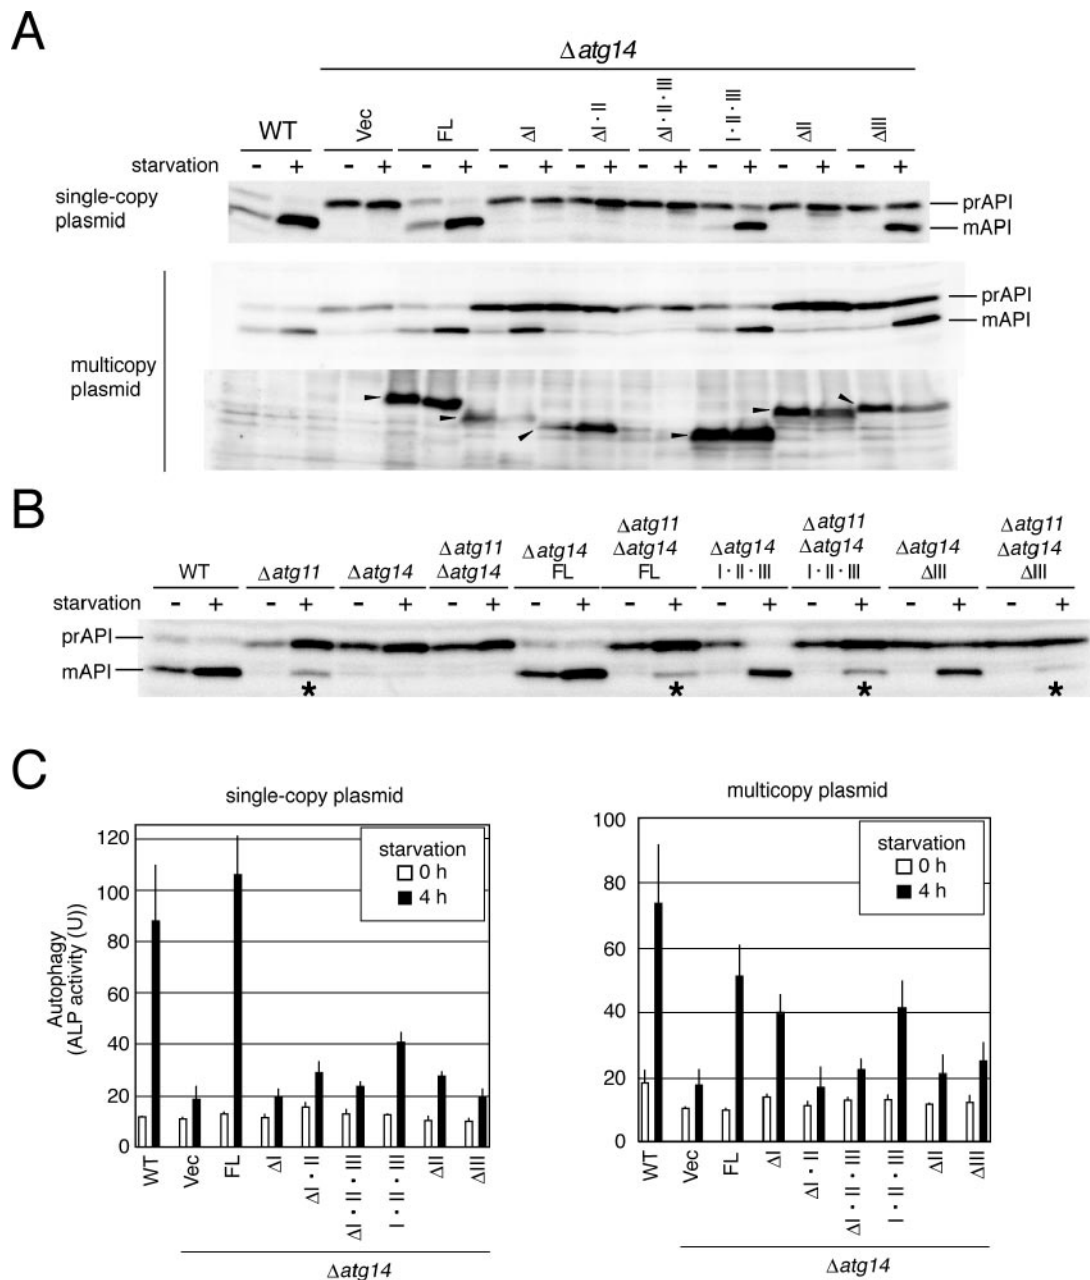 A
Δatg14
WT Vec FL ΔI ΔI・II ΔI・II・III I・II・III ΔII ΔIII
starvation - + - + - + - + - + - + - + - + - +
single-copy plasmid
prAPI
mAPI
multicopy plasmid
prAPI
mAPI
B
WT Δatg11 Δatg14 Δatg11 Δatg14 Δatg14 FL Δatg11 Δatg14 FL Δatg14 I・II・III Δatg11 Δatg14 I・II・III Δatg14 ΔIII Δatg11 Δatg14 ΔIII
starvation - + - + - + - + - + - + - + - + - + - +
prAPI
mAPI
* * * *
C
single-copy plasmid
Autophagy
(ALP activity (U))
120
100
80
60
40
20
0
starvation
0 h
4 h
WT Vec FL ΔI ΔI・II ΔI・II・III I・II・III ΔII ΔIII
Δatg14
multicopy plasmid
100
80
60
40
20
0
starvation
0 h
4 h
WT Vec FL ΔI ΔI・II ΔI・II・III I・II・III ΔII ΔIII
Δatg14